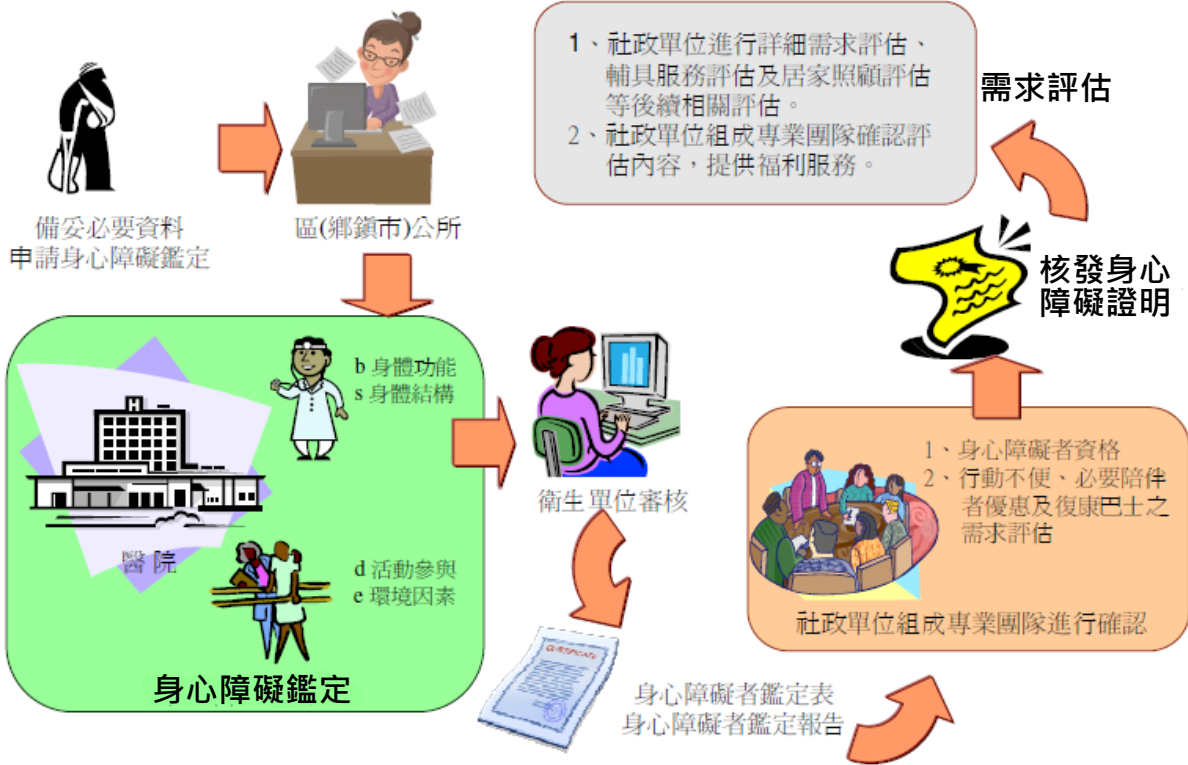 備妥必要資料
申請身心障礙鑑定
區(鄉鎮市)公所
b 身體功能
s 身體結構
H
醫院
d 活動參與
e 環境因素
身心障礙鑑定
衛生單位審核
CERTIFICATE
身心障礙者鑑定表
身心障礙者鑑定報告
1、身心障礙者資格
2、行動不便、必要陪伴
者優惠及復康巴士之
需求評估
社政單位組成專業團隊進行確認
核發身心
障礙證明
需求評估
1、社政單位進行詳細需求評估、
輔具服務評估及居家照顧評估
等後續相關評估。
2、社政單位組成專業團隊確認評
估內容，提供福利服務。